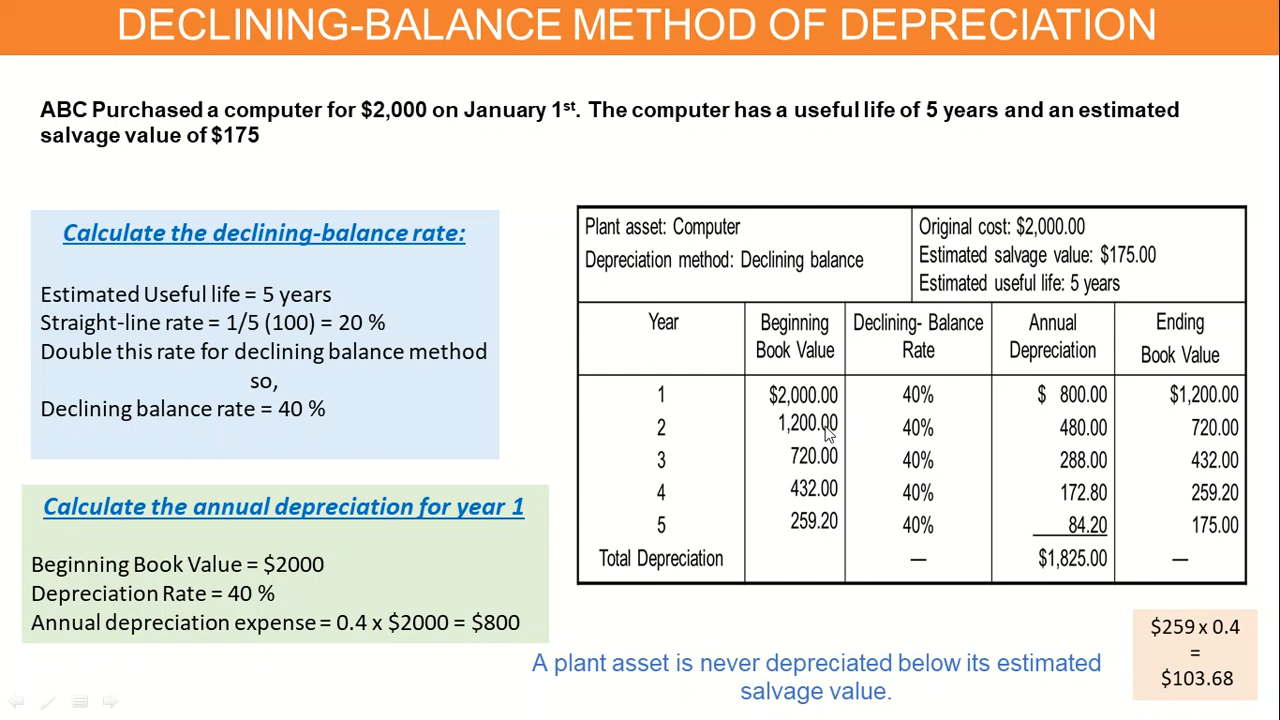 DECLINING-BALANCE METHOD OF DEPRECIATION
ABC Purchased a computer for $2,000 on January 1st. The computer has a useful life of 5 years and an estimated
salvage value of $175
Calculate the declining-balance rate:
Estimated Useful life = 5 years
Straight-line rate = 1/5 (100) = 20 %
Double this rate for declining balance method
so,
Declining balance rate = 40 %
Calculate the annual depreciation for year 1
Beginning Book Value = $2000
Depreciation Rate = 40 %
Annual depreciation expense = 0.4 x $2000 = $800
Plant asset: Computer
Depreciation method: Declining balance
Original cost: $2,000.00
Estimated salvage value: $175.00
Estimated useful life: 5 years
Year Beginning Declining- Balance Annual Ending
Book Value Rate Depreciation Book Value
1 $2,000.00 40% $ 800.00 $1,200.00
2 1,200.00 40% 480.00 720.00
3 720.00 40% 288.00 432.00
4 432.00 40% 172.80 259.20
5 259.20 40% 84.20 175.00
Total Depreciation — $1,825.00 —
A plant asset is never depreciated below its estimated
salvage value.
$259 x 0.4
=
$103.68